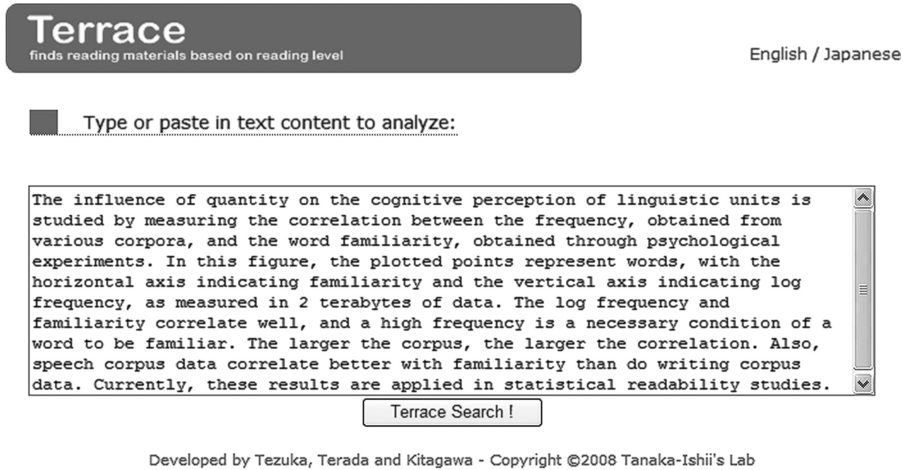 Terrace
finds reading materials based on reading level
English / Japanese
Type or paste in text content to analyze:
The influence of quantity on the cognitive perception of linguistic units is
studied by measuring the correlation between the frequency, obtained from
various corpora, and the word familiarity, obtained through psychological
experiments. In this figure, the plotted points represent words, with the
horizontal axis indicating familiarity and the vertical axis indicating log
frequency, as measured in 2 terabytes of data. The log frequency and
familiarity correlate well, and a high frequency is a necessary condition of a
word to be familiar. The larger the corpus, the larger the correlation. Also,
speech corpus data correlate better with familiarity than do writing corpus
data. Currently, these results are applied in statistical readability studies.
Terrace Search !
Developed by Tezuka, Terada and Kitagawa - Copyright ©2008 Tanaka-Ishii's Lab